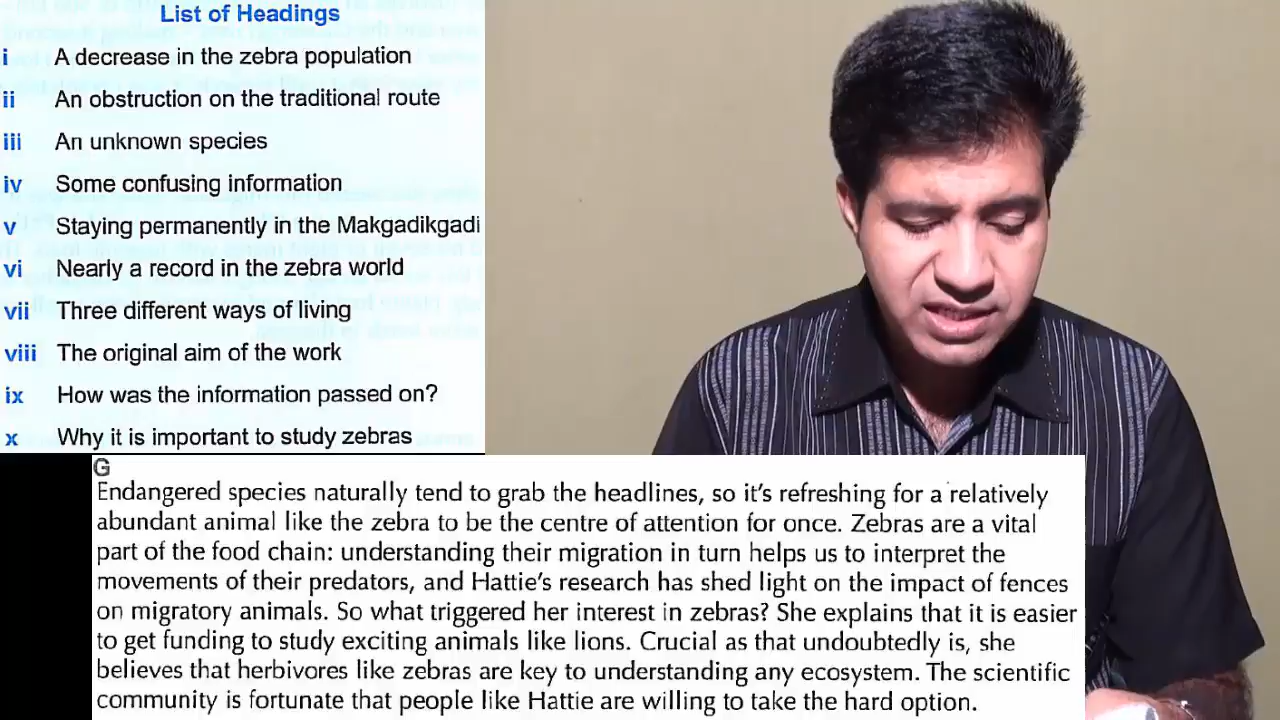 List of Headings
i A decrease in the zebra population
ii An obstruction on the traditional route
iii An unknown species
iv Some confusing information
v Staying permanently in the Makgadikgadi
vi Nearly a record in the zebra world
vii Three different ways of living
viii The original aim of the work
ix How was the information passed on?
x Why it is important to study zebras
G
Endangered species naturally tend to grab the headlines, so it's refreshing for a relatively
abundant animal like the zebra to be the centre of attention for once. Zebras are a vital
part of the food chain: understanding their migration in turn helps us to interpret the
movements of their predators, and Hattie's research has shed light on the impact of fences
on migratory animals. So what triggered her interest in zebras? She explains that it is easier
to get funding to study exciting animals like lions. Crucial as that undoubtedly is, she
believes that herbivores like zebras are key to understanding any ecosystem. The scientific
community is fortunate that people like Hattie are willing to take the hard option.